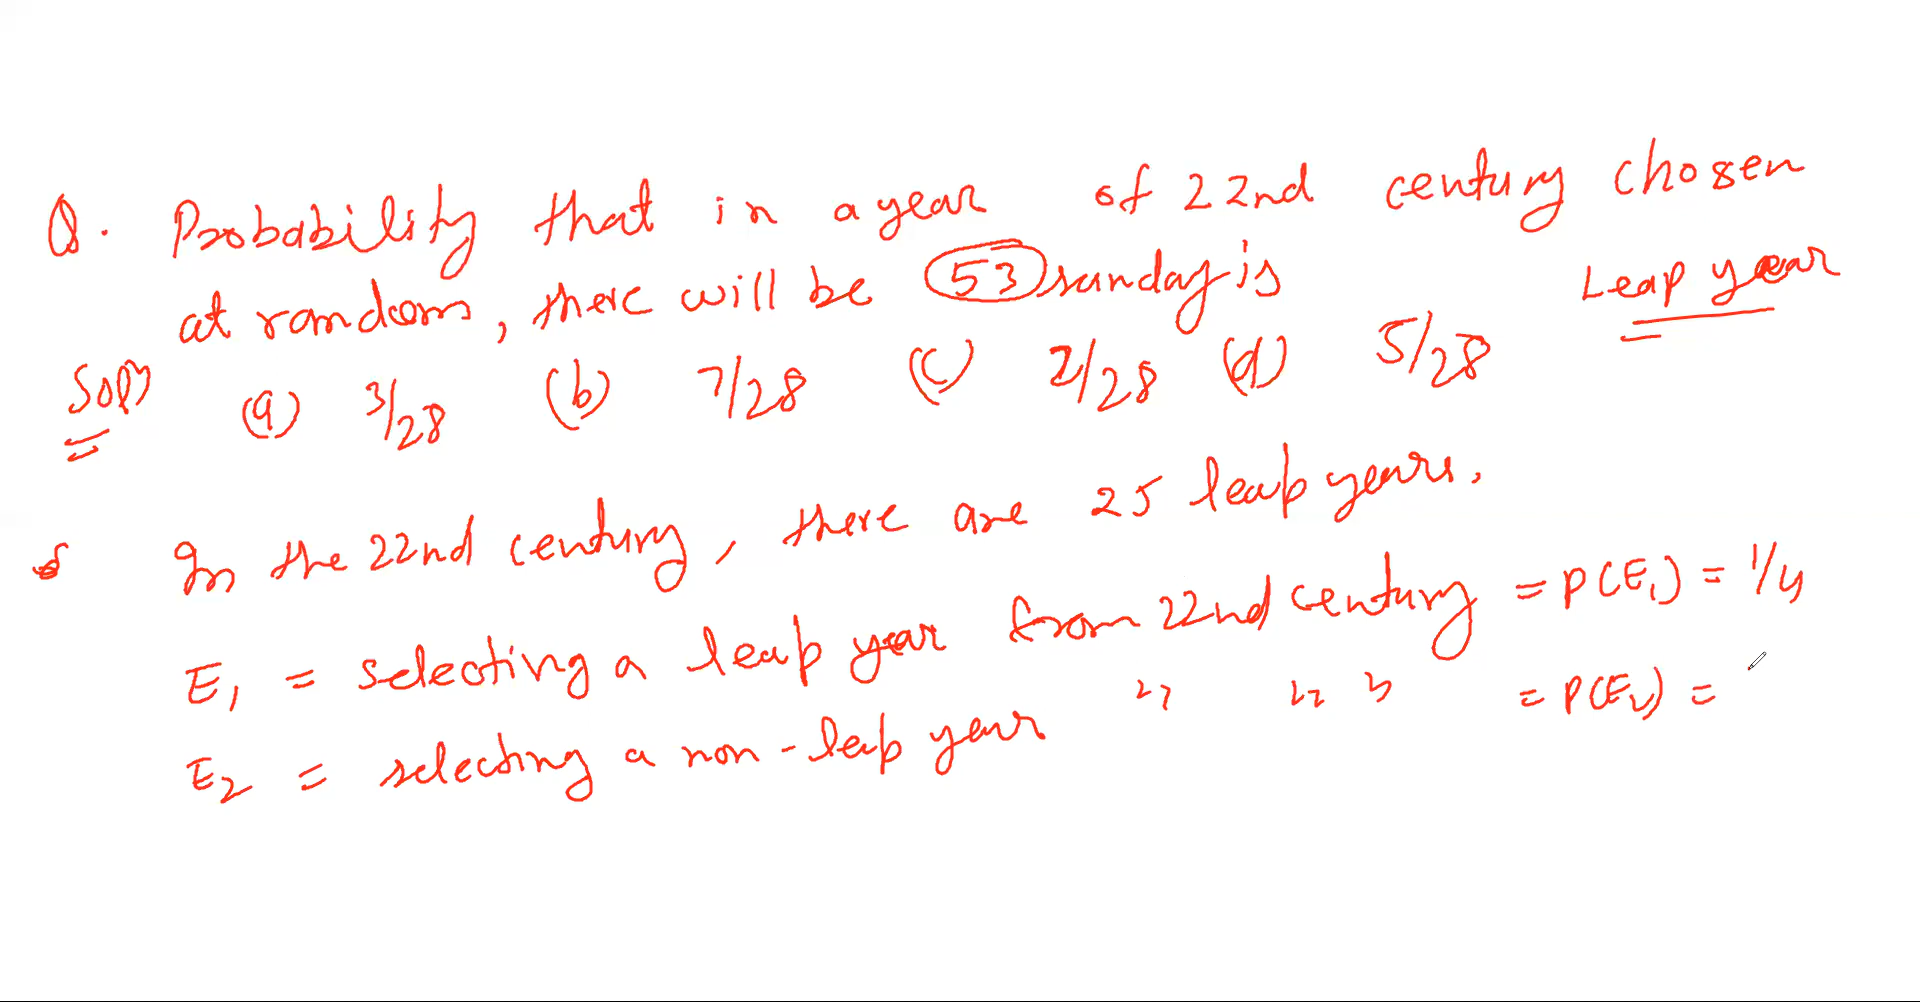 Q. Probability that in a year of 22nd century chosen
at random, there will be 53 sunday is
Leap year
Soln
(a) 3/28 (b) 7/28 (c) 2/28 (d) 5/28
In the 22nd century, there are 25 leap years.
E1 = selecting a leap year from 22nd century = P(E1) = 1/4
E2 = selecting a non-leap year " " " = P(E2) =